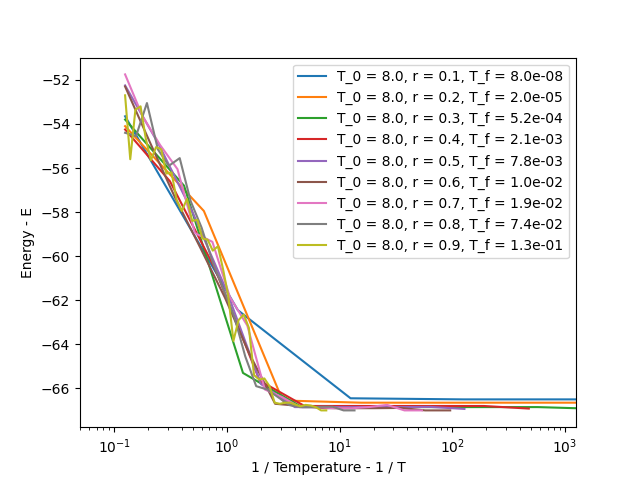 T_0 = 8.0, r = 0.1, T_f = 8.0e-08
T_0 = 8.0, r = 0.2, T_f = 2.0e-05
T_0 = 8.0, r = 0.3, T_f = 5.2e-04
T_0 = 8.0, r = 0.4, T_f = 2.1e-03
T_0 = 8.0, r = 0.5, T_f = 7.8e-03
T_0 = 8.0, r = 0.6, T_f = 1.0e-02
T_0 = 8.0, r = 0.7, T_f = 1.9e-02
T_0 = 8.0, r = 0.8, T_f = 7.4e-02
T_0 = 8.0, r = 0.9, T_f = 1.3e-01
Energy - E
−52
−54
−56
−58
−60
−62
−64
−66
10⁻¹ 10⁰ 10¹ 10² 10³
1 / Temperature - 1 / T